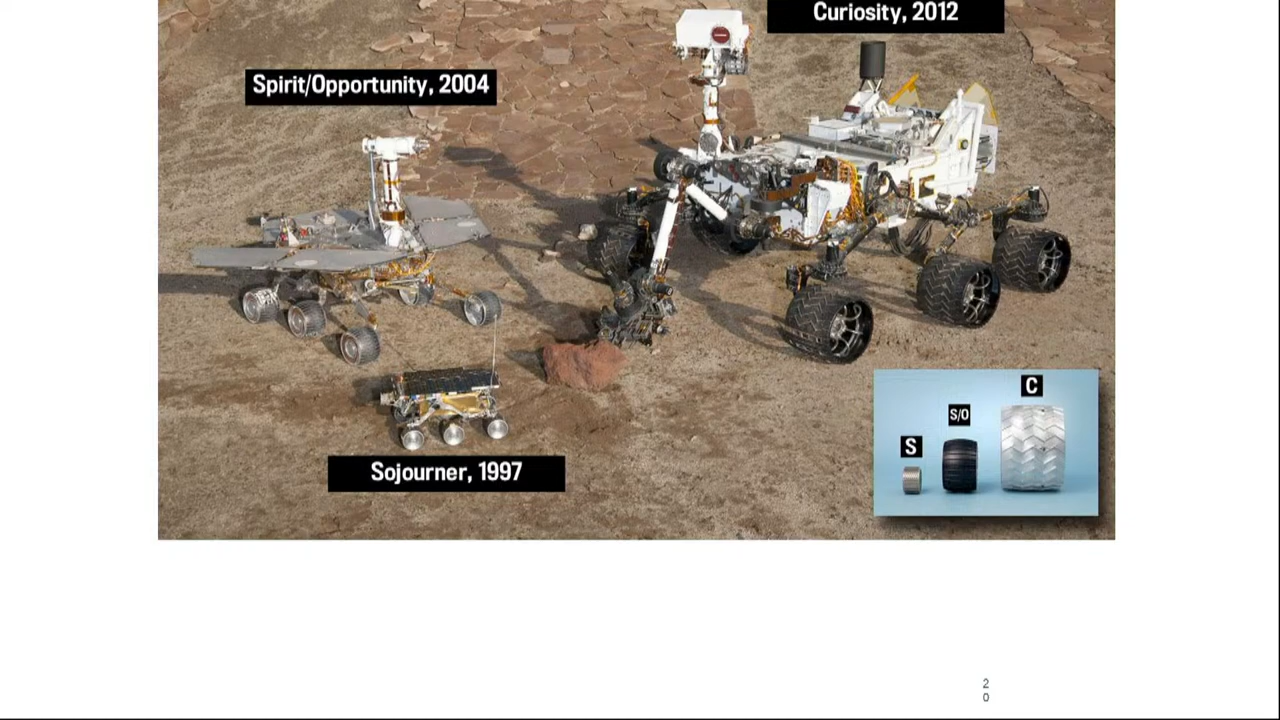 Curiosity, 2012
Spirit/Opportunity, 2004
C
S/O
S
Sojourner, 1997
2
0